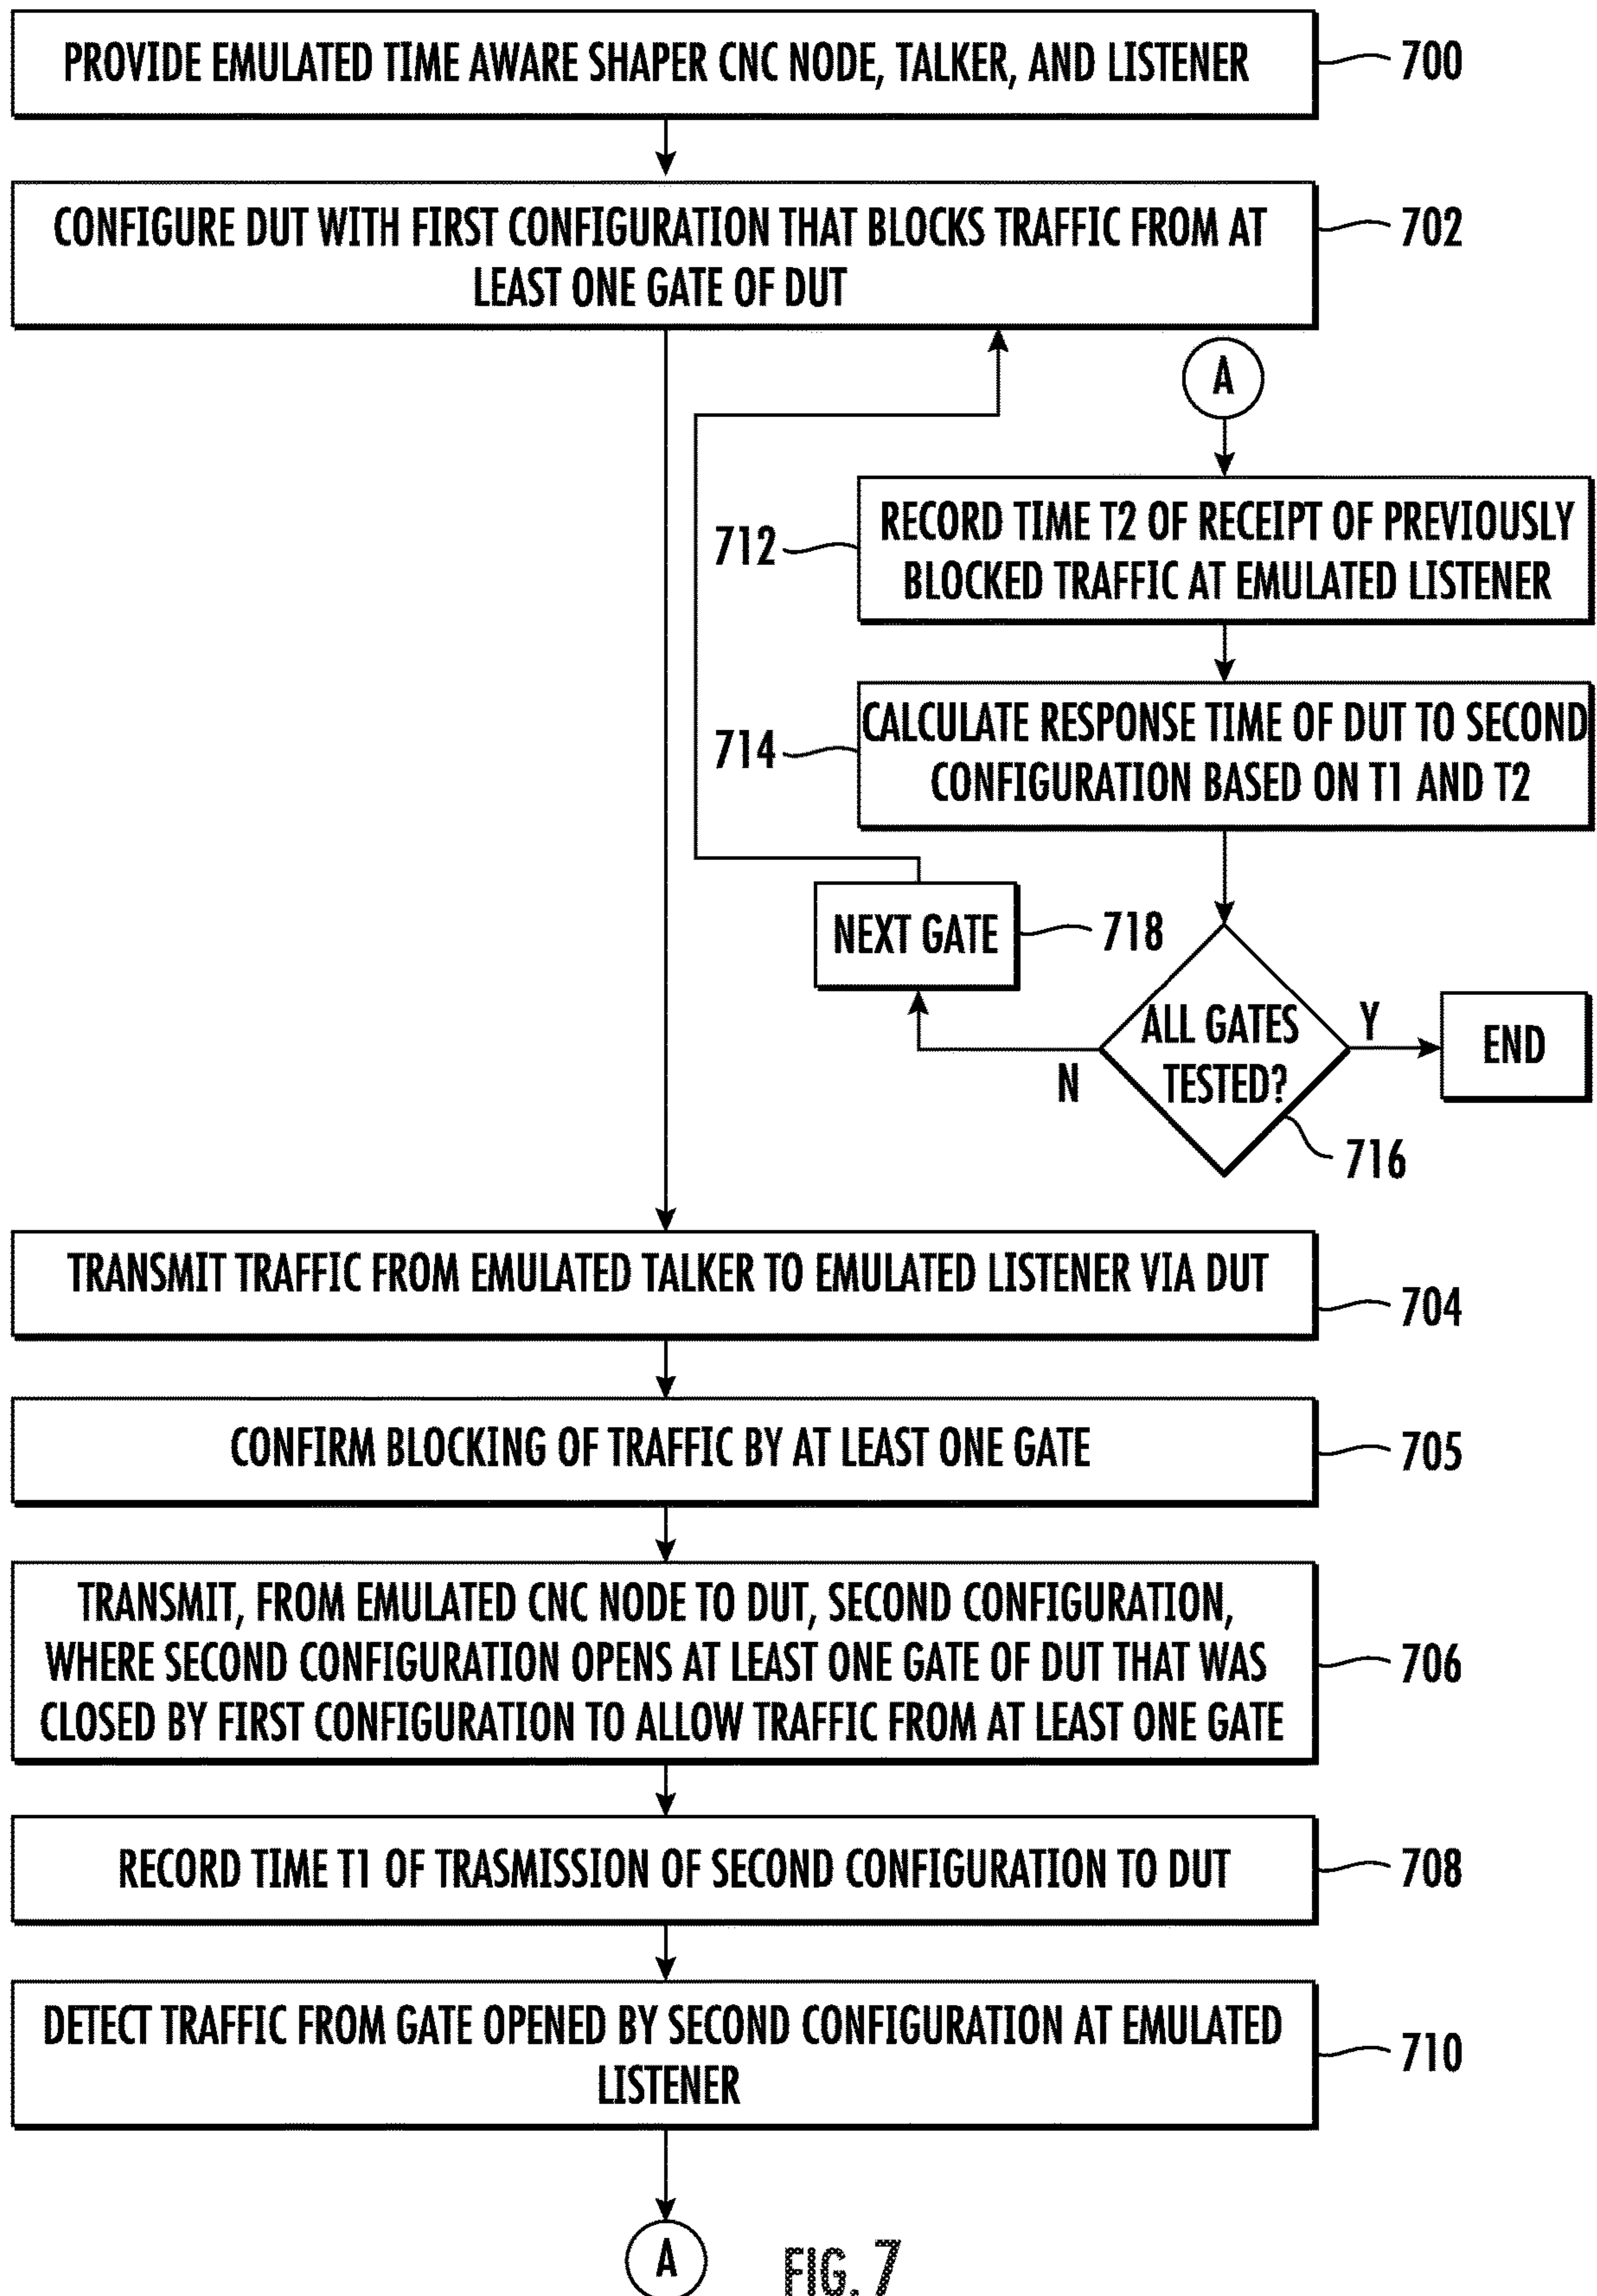 PROVIDE EMULATED TIME AWARE SHAPER CNC NODE, TALKER, AND LISTENER
700
CONFIGURE DUT WITH FIRST CONFIGURATION THAT BLOCKS TRAFFIC FROM AT
LEAST ONE GATE OF DUT
702
A
RECORD TIME T2 OF RECEIPT OF PREVIOUSLY
BLOCKED TRAFFIC AT EMULATED LISTENER
712
CALCULATE RESPONSE TIME OF DUT TO SECOND
CONFIGURATION BASED ON T1 AND T2
714
NEXT GATE
718
ALL GATES
TESTED?
Y
END
N
716
TRANSMIT TRAFFIC FROM EMULATED TALKER TO EMULATED LISTENER VIA DUT
704
CONFIRM BLOCKING OF TRAFFIC BY AT LEAST ONE GATE
705
TRANSMIT, FROM EMULATED CNC NODE TO DUT, SECOND CONFIGURATION,
WHERE SECOND CONFIGURATION OPENS AT LEAST ONE GATE OF DUT THAT WAS
CLOSED BY FIRST CONFIGURATION TO ALLOW TRAFFIC FROM AT LEAST ONE GATE
706
RECORD TIME T1 OF TRASMISSION OF SECOND CONFIGURATION TO DUT
708
DETECT TRAFFIC FROM GATE OPENED BY SECOND CONFIGURATION AT EMULATED
LISTENER
710
A
FIG. 7